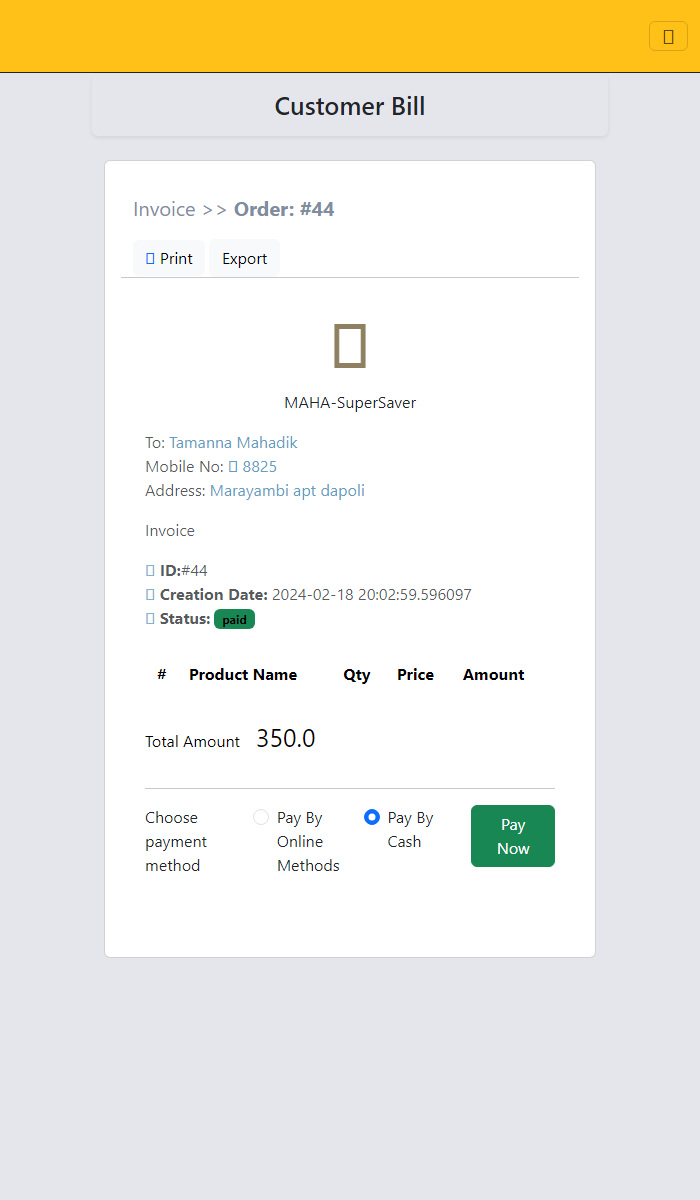 Customer Bill
Invoice >> Order: #44
Print
Export
MAHA-SuperSaver
To: Tamanna Mahadik
Mobile No: 8825
Address: Marayambi apt dapoli
Invoice
ID:#44
Creation Date: 2024-02-18 20:02:59.596097
Status: paid
# Product Name Qty Price Amount
Total Amount 350.0
Choose payment method
Pay By Online Methods
Pay By Cash
Pay Now